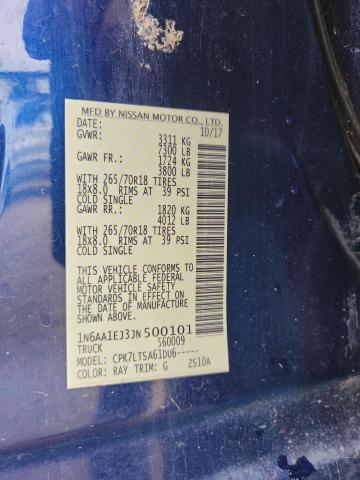 MFD BY NISSAN MOTOR CO., LTD.
DATE: 10/17
GVWR: 3311 KG
7300 LB
GAWR FR.: 1724 KG
3800 LB
WITH 265/70R18 TIRES
18x8.0 RIMS AT 39 PSI
COLD SINGLE
GAWR RR.: 1820 KG
4012 LB
WITH 265/70R18 TIRES
18x8.0 RIMS AT 39 PSI
COLD SINGLE
THIS VEHICLE CONFORMS TO
ALL APPLICABLE FEDERAL
MOTOR VEHICLE SAFETY
STANDARDS IN EFFECT ON
THE DATE OF MANUFACTURE
SHOWN ABOVE.
1N6AA1EJ3JN500101
TRUCK 560009
MODEL: CPK7LTSA61DU6-----
COLOR: RAY TRIM: G ZS10A